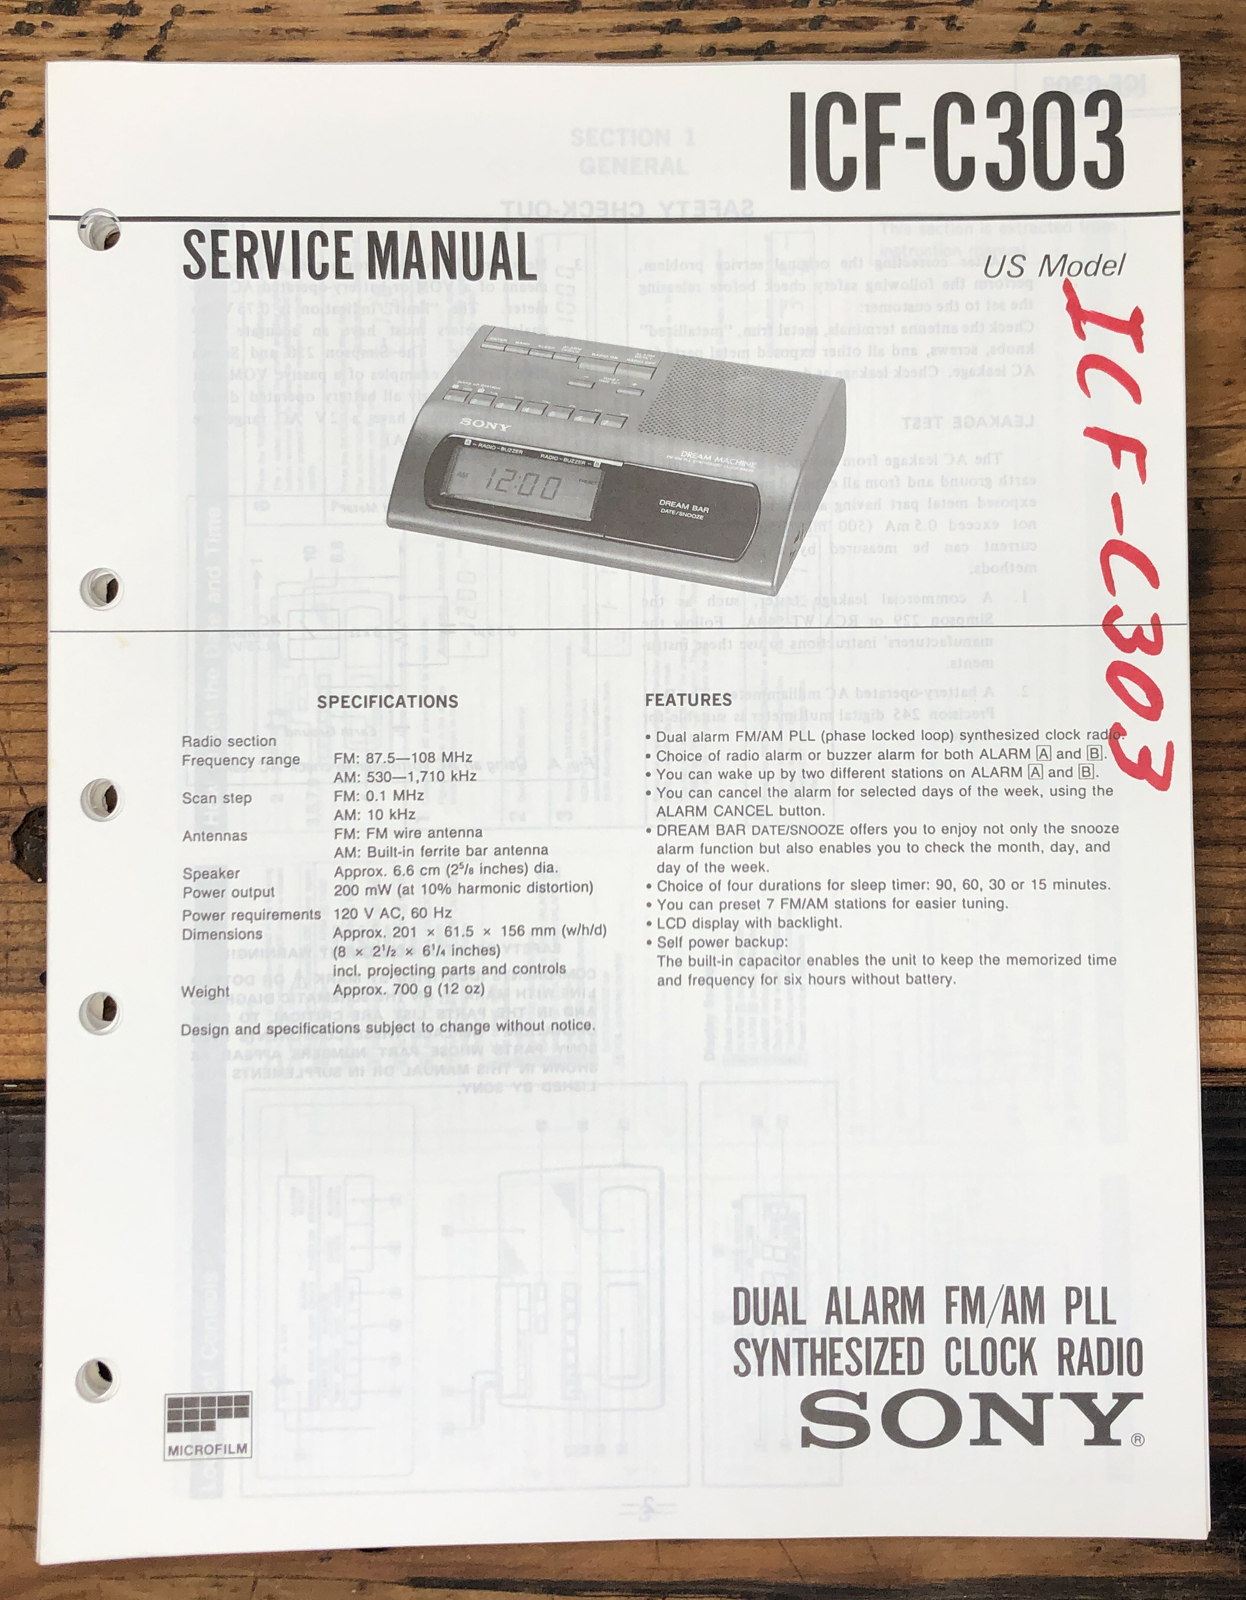 ICF-C303
SERVICE MANUAL
US Model
ICF-C303
SONY
A – RADIO – BUZZER
RADIO – BUZZER – B
12:00
DREAM MACHINE
DREAM BAR
DATE/SNOOZE
SPECIFICATIONS
Radio section
Frequency range FM: 87.5—108 MHz
AM: 530—1,710 kHz
Scan step FM: 0.1 MHz
AM: 10 kHz
Antennas FM: FM wire antenna
AM: Built-in ferrite bar antenna
Speaker Approx. 6.6 cm (2⁵/₈ inches) dia.
Power output 200 mW (at 10% harmonic distortion)
Power requirements 120 V AC, 60 Hz
Dimensions Approx. 201 × 61.5 × 156 mm (w/h/d)
(8 × 2¹/₂ × 6¹/₄ inches)
incl. projecting parts and controls
Weight Approx. 700 g (12 oz)
Design and specifications subject to change without notice.
FEATURES
• Dual alarm FM/AM PLL (phase locked loop) synthesized clock radio.
• Choice of radio alarm or buzzer alarm for both ALARM A and B.
• You can wake up by two different stations on ALARM A and B.
• You can cancel the alarm for selected days of the week, using the
ALARM CANCEL button.
• DREAM BAR DATE/SNOOZE offers you to enjoy not only the snooze
alarm function but also enables you to check the month, day, and
day of the week.
• Choice of four durations for sleep timer: 90, 60, 30 or 15 minutes.
• You can preset 7 FM/AM stations for easier tuning.
• LCD display with backlight.
• Self power backup:
The built-in capacitor enables the unit to keep the memorized time
and frequency for six hours without battery.
DUAL ALARM FM/AM PLL
SYNTHESIZED CLOCK RADIO
SONY®
MICROFILM